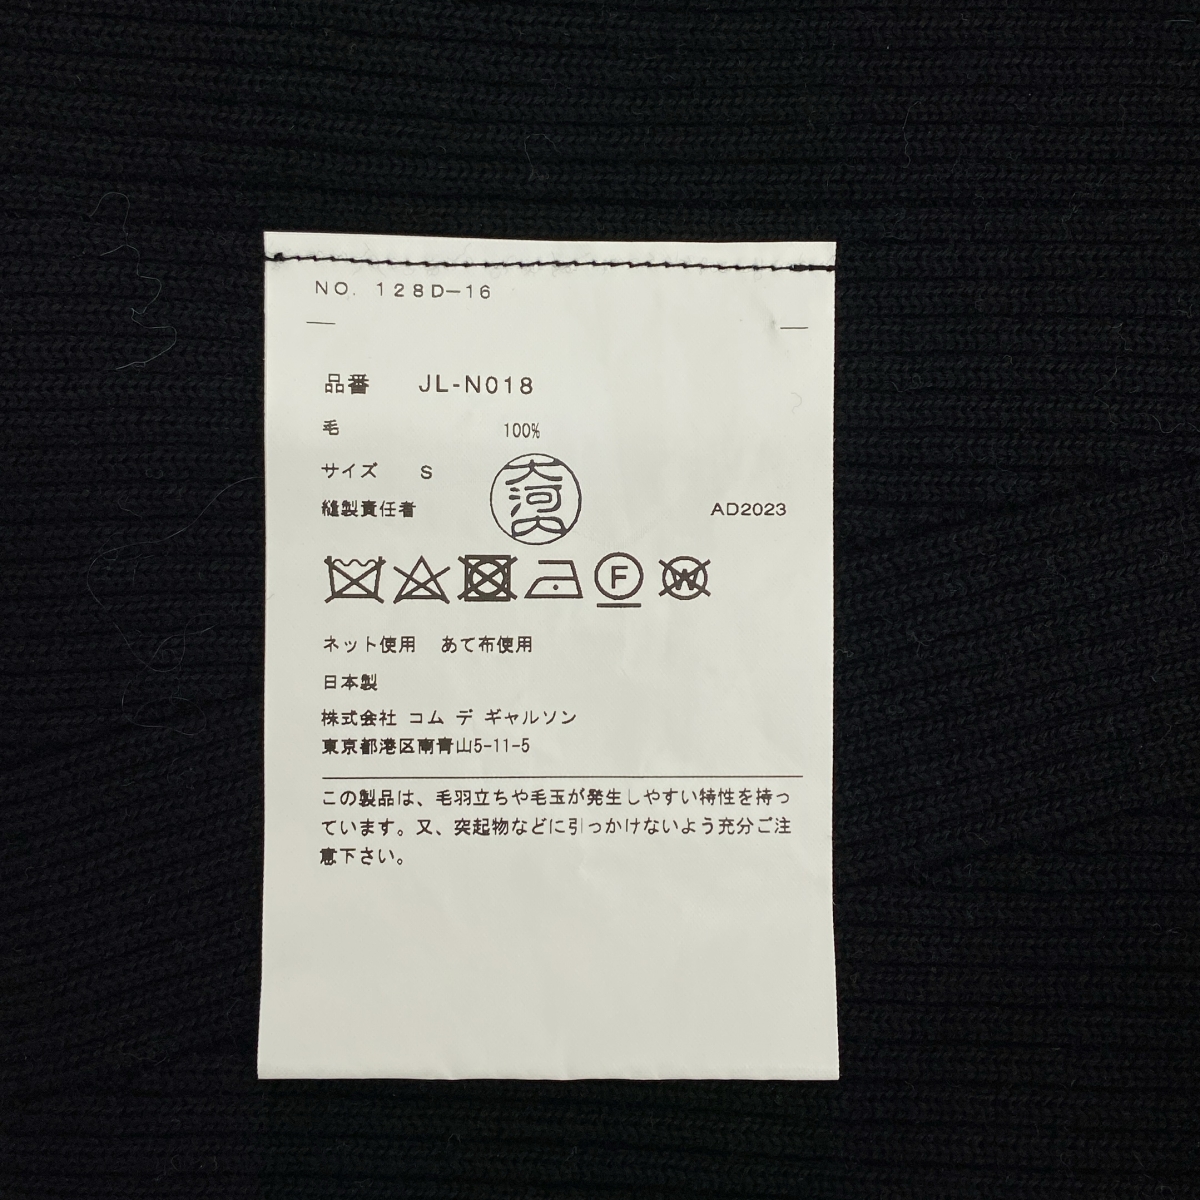 NO. 128D-16
品番 JL-N018
毛 100%
サイズ S
大河内
縫製責任者 AD2023
F W
ネット使用 あて布使用
日本製
株式会社 コム デ ギャルソン
東京都港区南青山5-11-5
この製品は、毛羽立ちや毛玉が発生しやすい特性を持っ
ています。又、突起物などに引っかけないよう充分ご注
意下さい。